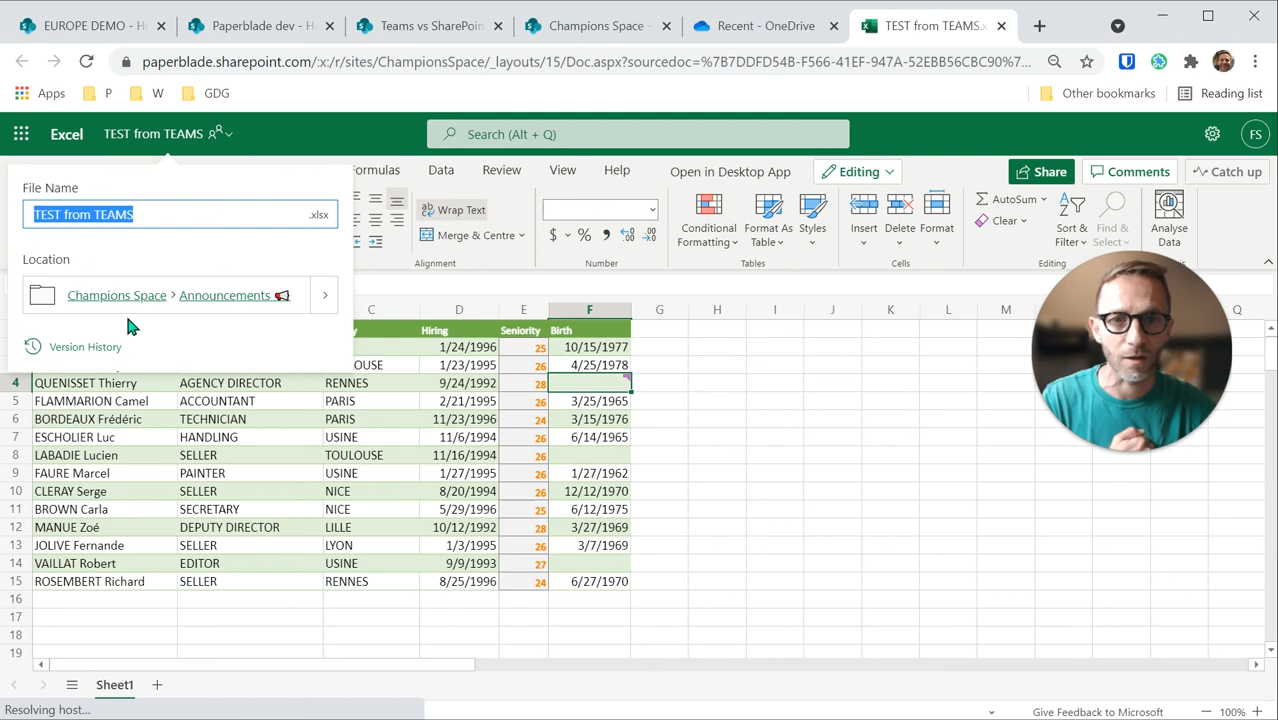 EUROPE DEMO - H
Paperblade dev - H
Teams vs SharePoin
Champions Space -
Recent - OneDrive
TEST from TEAMS.x
paperblade.sharepoint.com/:x:/r/sites/ChampionsSpace/_layouts/15/Doc.aspx?sourcedoc=%7B7DDFD54B-F566-41EF-947A-52EBB56CBC90%7...
Apps P W GDG Other bookmarks Reading list
Excel TEST from TEAMS Search (Alt + Q) FS
Formulas Data Review View Help Open in Desktop App Editing Share Comments Catch up
File Name
TEST from TEAMS .xlsx
Location
Champions Space > Announcements
Version History
Wrap Text
Merge & Centre
Alignment
$ % 9 .00
Number
Conditional Formatting
Format As Table
Styles
Tables
Insert Delete Format
Cells
AutoSum
Clear
Sort & Filter
Find & Select
Editing
Analyse Data
Analysis
C D E F G H I J K L M Q
Hiring Seniority Birth
1/24/1996 25 10/15/1977
OUSE 1/23/1995 26 4/25/1978
4 QUENISSET Thierry AGENCY DIRECTOR RENNES 9/24/1992 28
5 FLAMMARION Camel ACCOUNTANT PARIS 2/21/1995 26 3/25/1965
6 BORDEAUX Frédéric TECHNICIAN PARIS 11/23/1996 24 3/15/1976
7 ESCHOLIER Luc HANDLING USINE 11/6/1994 26 6/14/1965
8 LABADIE Lucien SELLER TOULOUSE 11/16/1994 26
9 FAURE Marcel PAINTER USINE 1/27/1995 26 1/27/1962
10 CLERAY Serge SELLER NICE 8/20/1994 26 12/12/1970
11 BROWN Carla SECRETARY NICE 5/29/1996 25 6/12/1975
12 MANUE Zoé DEPUTY DIRECTOR LILLE 10/12/1992 28 3/27/1969
13 JOLIVE Fernande SELLER LYON 1/3/1995 26 3/7/1969
14 VAILLAT Robert EDITOR USINE 9/9/1993 27
15 ROSEMBERT Richard SELLER RENNES 8/25/1996 24 6/27/1970
16
17
18
19
Sheet1
Resolving host...
Give Feedback to Microsoft 100%